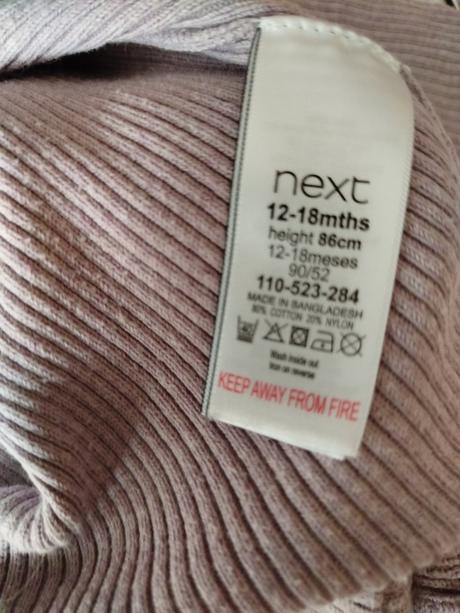 next
12-18mths
height 86cm
12-18meses
90/52
110-523-284
MADE IN BANGLADESH
80% COTTON 20% NYLON
Wash inside out
Iron on reverse
KEEP AWAY FROM FIRE